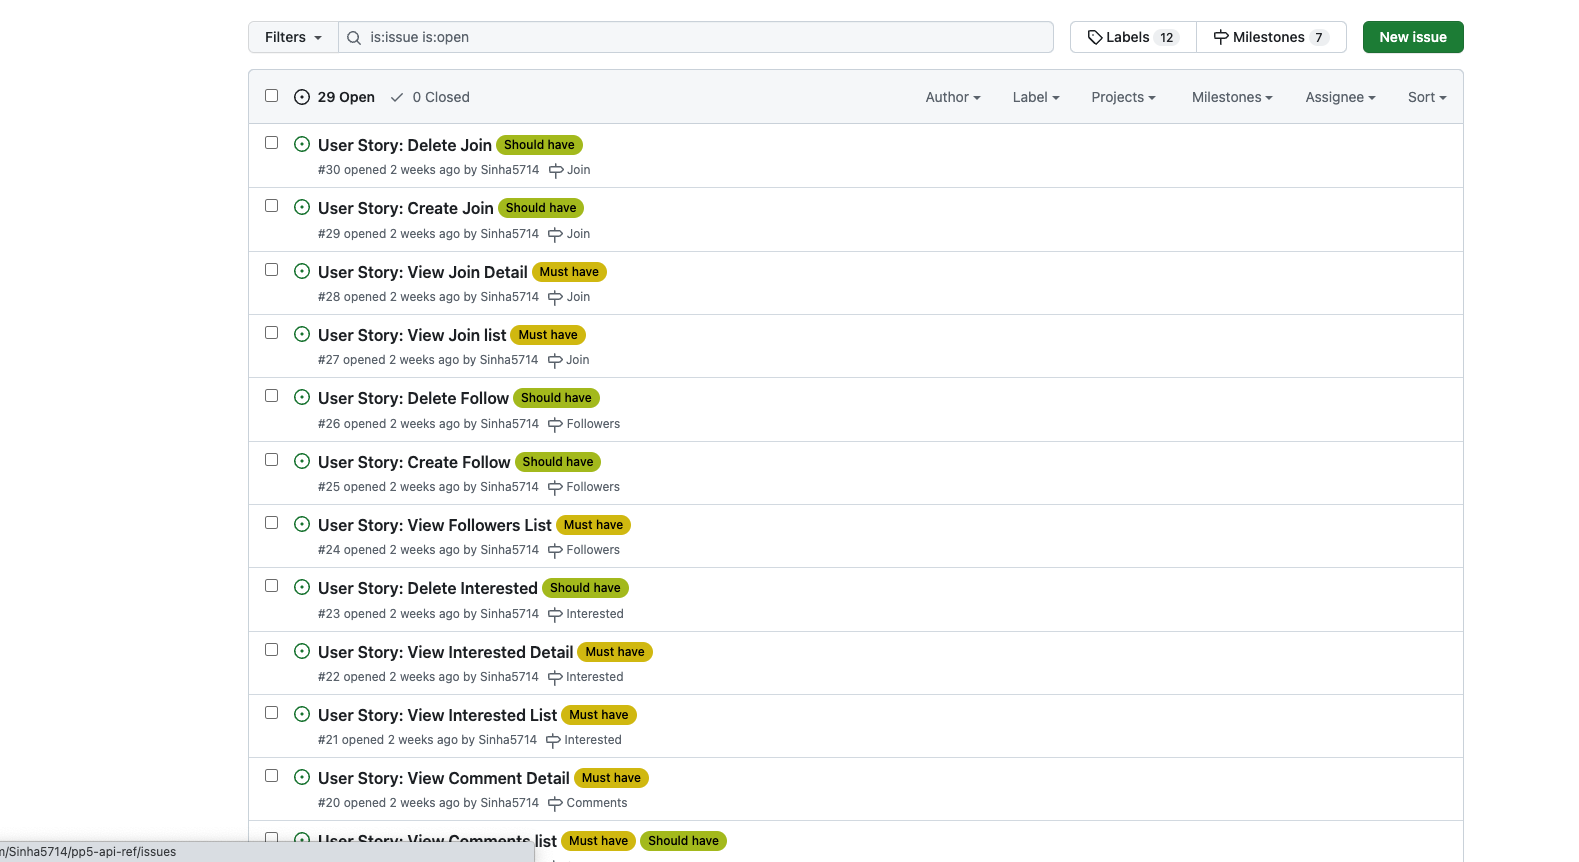 Filters
is:issue is:open
Labels 12
Milestones 7
New issue
29 Open 0 Closed
Author Label Projects Milestones Assignee Sort
User Story: Delete Join Should have
#30 opened 2 weeks ago by Sinha5714 Join
User Story: Create Join Should have
#29 opened 2 weeks ago by Sinha5714 Join
User Story: View Join Detail Must have
#28 opened 2 weeks ago by Sinha5714 Join
User Story: View Join list Must have
#27 opened 2 weeks ago by Sinha5714 Join
User Story: Delete Follow Should have
#26 opened 2 weeks ago by Sinha5714 Followers
User Story: Create Follow Should have
#25 opened 2 weeks ago by Sinha5714 Followers
User Story: View Followers List Must have
#24 opened 2 weeks ago by Sinha5714 Followers
User Story: Delete Interested Should have
#23 opened 2 weeks ago by Sinha5714 Interested
User Story: View Interested Detail Must have
#22 opened 2 weeks ago by Sinha5714 Interested
User Story: View Interested List Must have
#21 opened 2 weeks ago by Sinha5714 Interested
User Story: View Comment Detail Must have
#20 opened 2 weeks ago by Sinha5714 Comments
User Story: View Comments list Must have Should have
m/Sinha5714/pp5-api-ref/issues